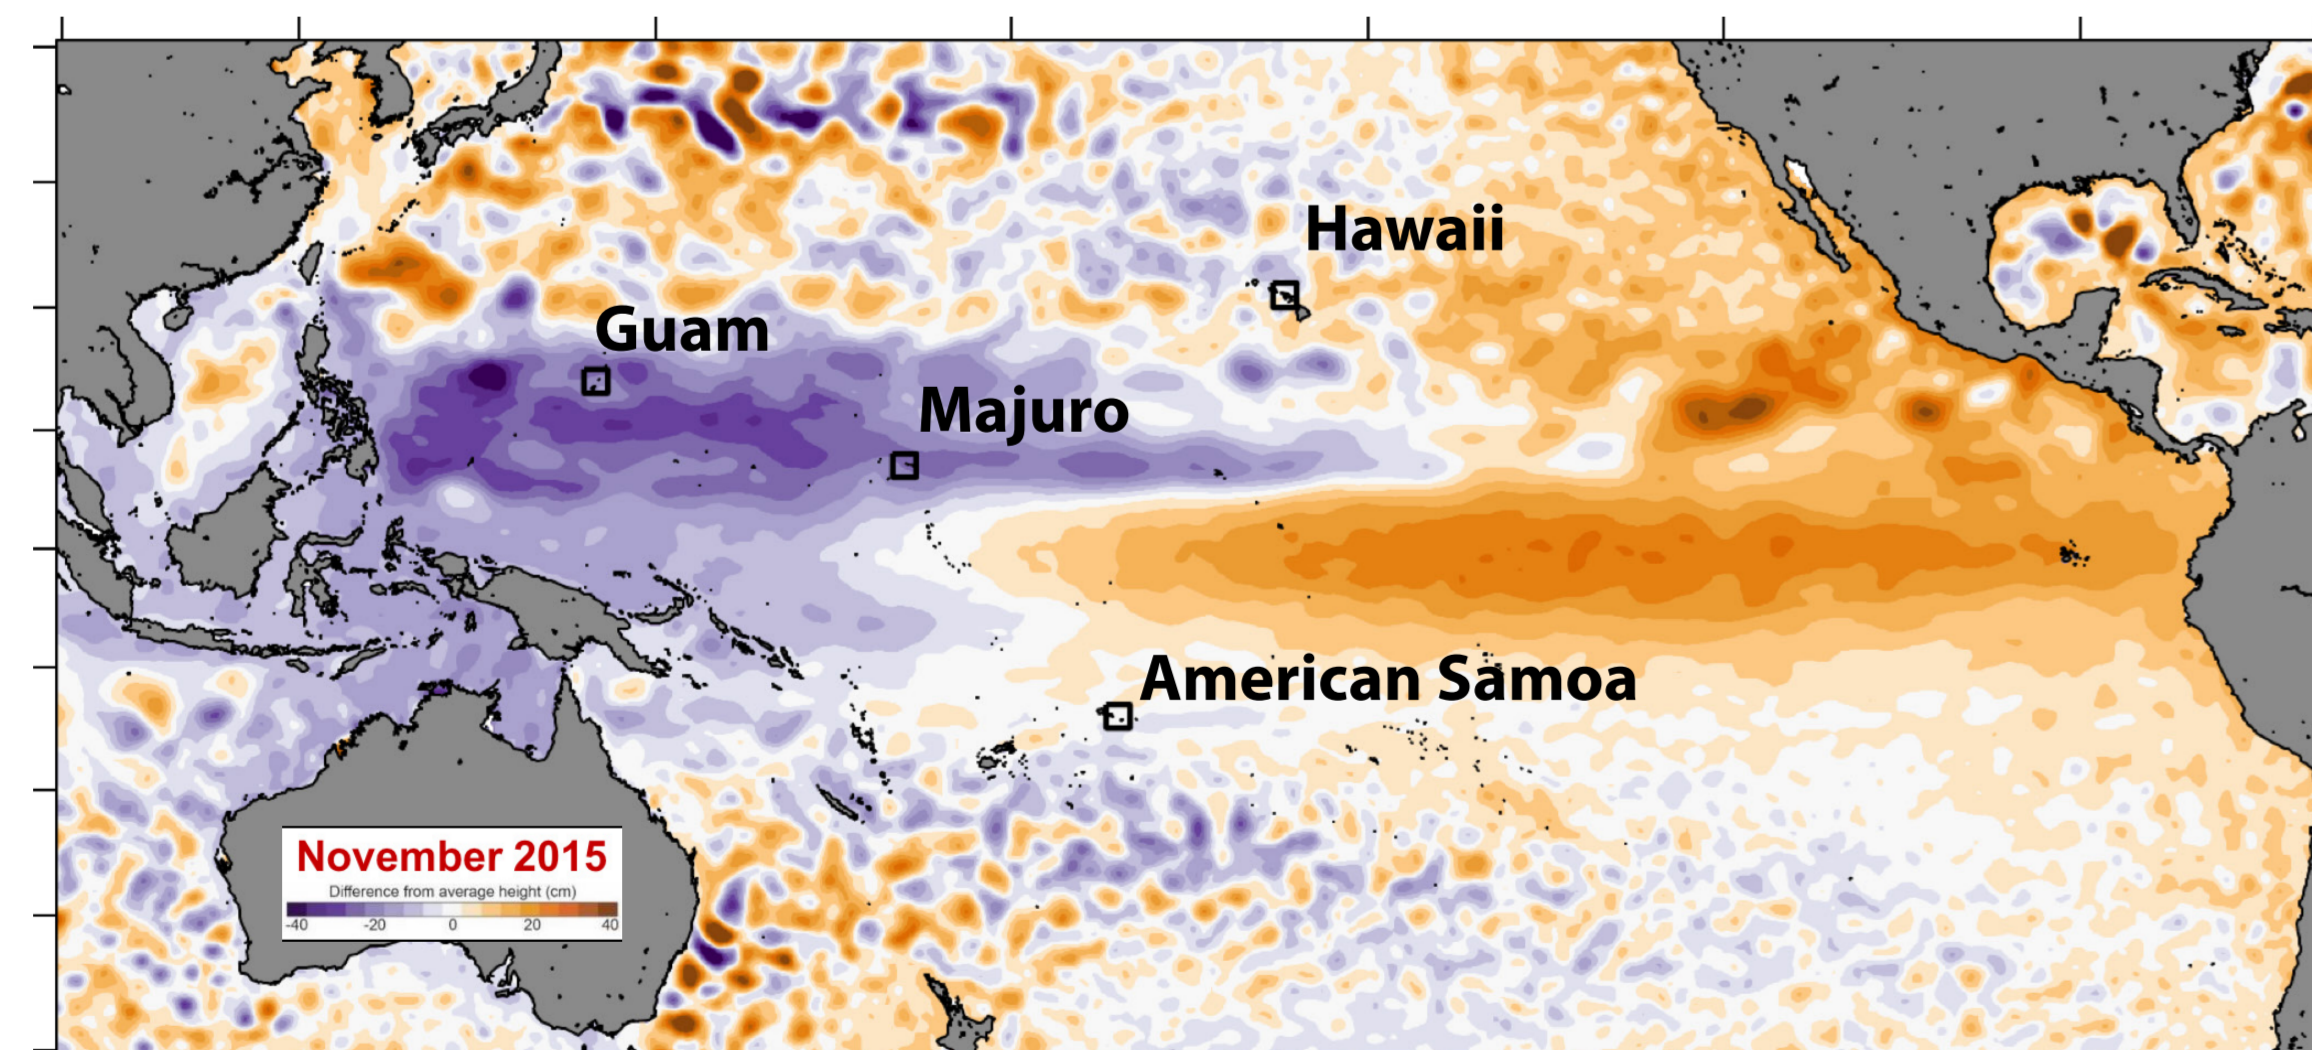 Hawaii
Guam
Majuro
American Samoa
November 2015
Difference from average height (cm)
-40 -20 0 20 40